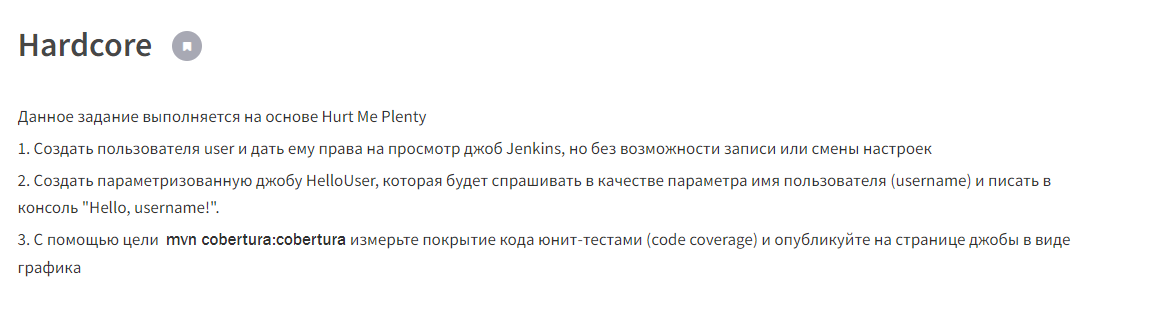 Hardcore
Данное задание выполняется на основе Hurt Me Plenty
1. Создать пользователя user и дать ему права на просмотр джоб Jenkins, но без возможности записи или смены настроек
2. Создать параметризованную джобу HelloUser, которая будет спрашивать в качестве параметра имя пользователя (username) и писать в
консоль "Hello, username!".
3. С помощью цели mvn cobertura:cobertura измерьте покрытие кода юнит-тестами (code coverage) и опубликуйте на странице джобы в виде
графика